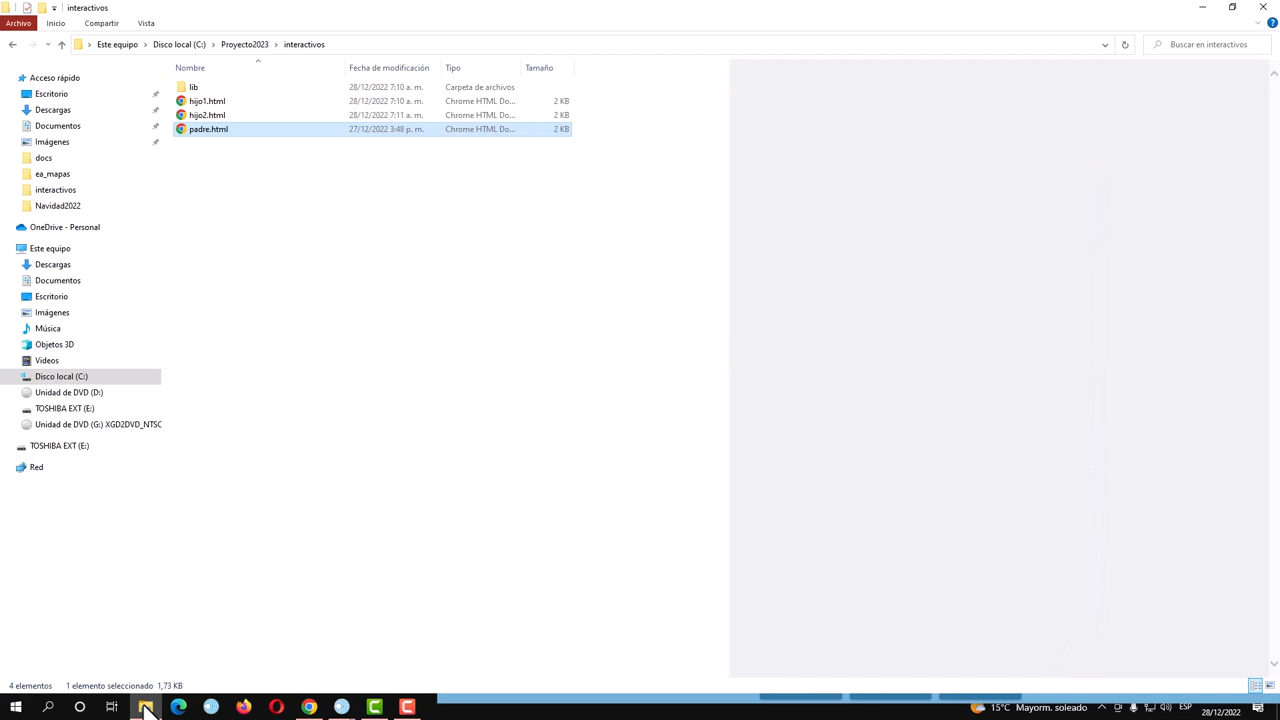 interactivos
Archivo Inicio Compartir Vista
Este equipo > Disco local (C:) > Proyecto2023 > interactivos
Buscar en interactivos
Nombre Fecha de modificación Tipo Tamaño
lib 28/12/2022 7:10 a. m. Carpeta de archivos
hijo1.html 28/12/2022 7:10 a. m. Chrome HTML Do... 2 KB
hijo2.html 28/12/2022 7:11 a. m. Chrome HTML Do... 2 KB
padre.html 27/12/2022 3:48 p. m. Chrome HTML Do... 2 KB
Acceso rápido
Escritorio
Descargas
Documentos
Imágenes
docs
ea_mapas
interactivos
Navidad2022
OneDrive - Personal
Este equipo
Descargas
Documentos
Escritorio
Imágenes
Música
Objetos 3D
Videos
Disco local (C:)
Unidad de DVD (D:)
TOSHIBA EXT (E:)
Unidad de DVD (G:) XGD2DVD_NTSC
TOSHIBA EXT (E:)
Red
4 elementos 1 elemento seleccionado 1,73 KB
15°C Mayorm. soleado ESP
28/12/2022